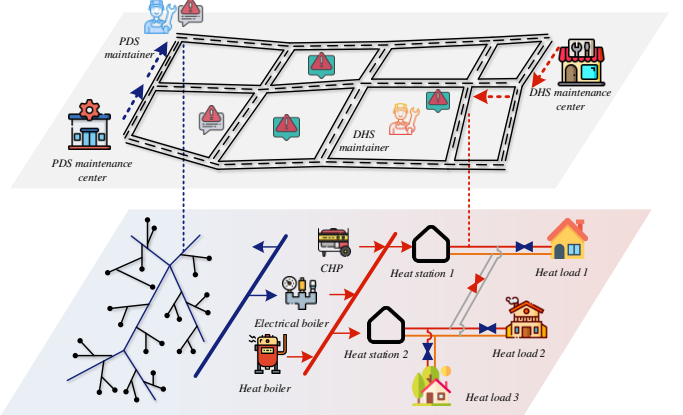 PDS
maintainer
DHS maintenance
center
DHS
maintainer
PDS maintenance
center
CHP
Heat station 1
Heat load 1
Electrical boiler
Heat station 2
Heat load 2
Heat boiler
Heat load 3